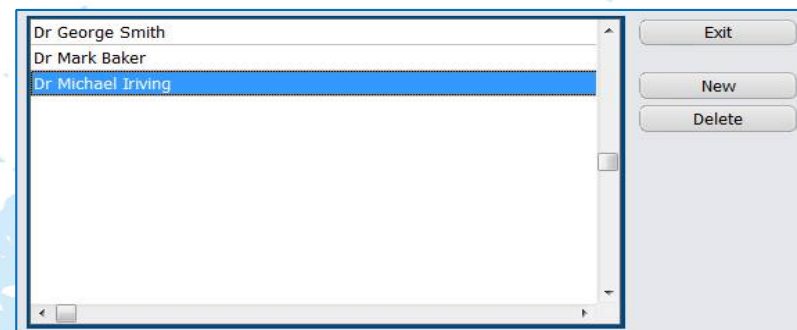 Dr George Smith
Dr Mark Baker
Dr Michael Iriving
Exit
New
Delete